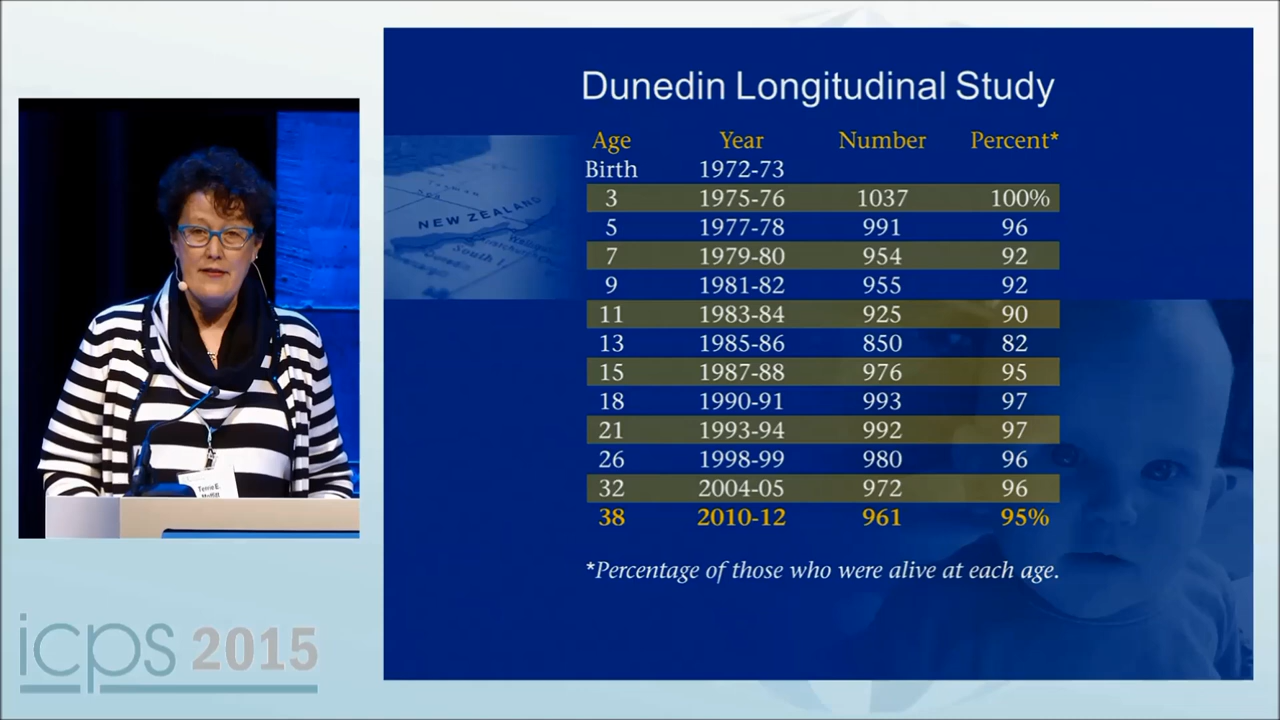 Dunedin Longitudinal Study
Age Year Number Percent*
Birth 1972-73
3 1975-76 1037 100%
5 1977-78 991 96
7 1979-80 954 92
9 1981-82 955 92
11 1983-84 925 90
13 1985-86 850 82
15 1987-88 976 95
18 1990-91 993 97
21 1993-94 992 97
26 1998-99 980 96
32 2004-05 972 96
38 2010-12 961 95%
*Percentage of those who were alive at each age.
NEW ZEALAND
South I
Terrie E.
Moffitt
icps 2015